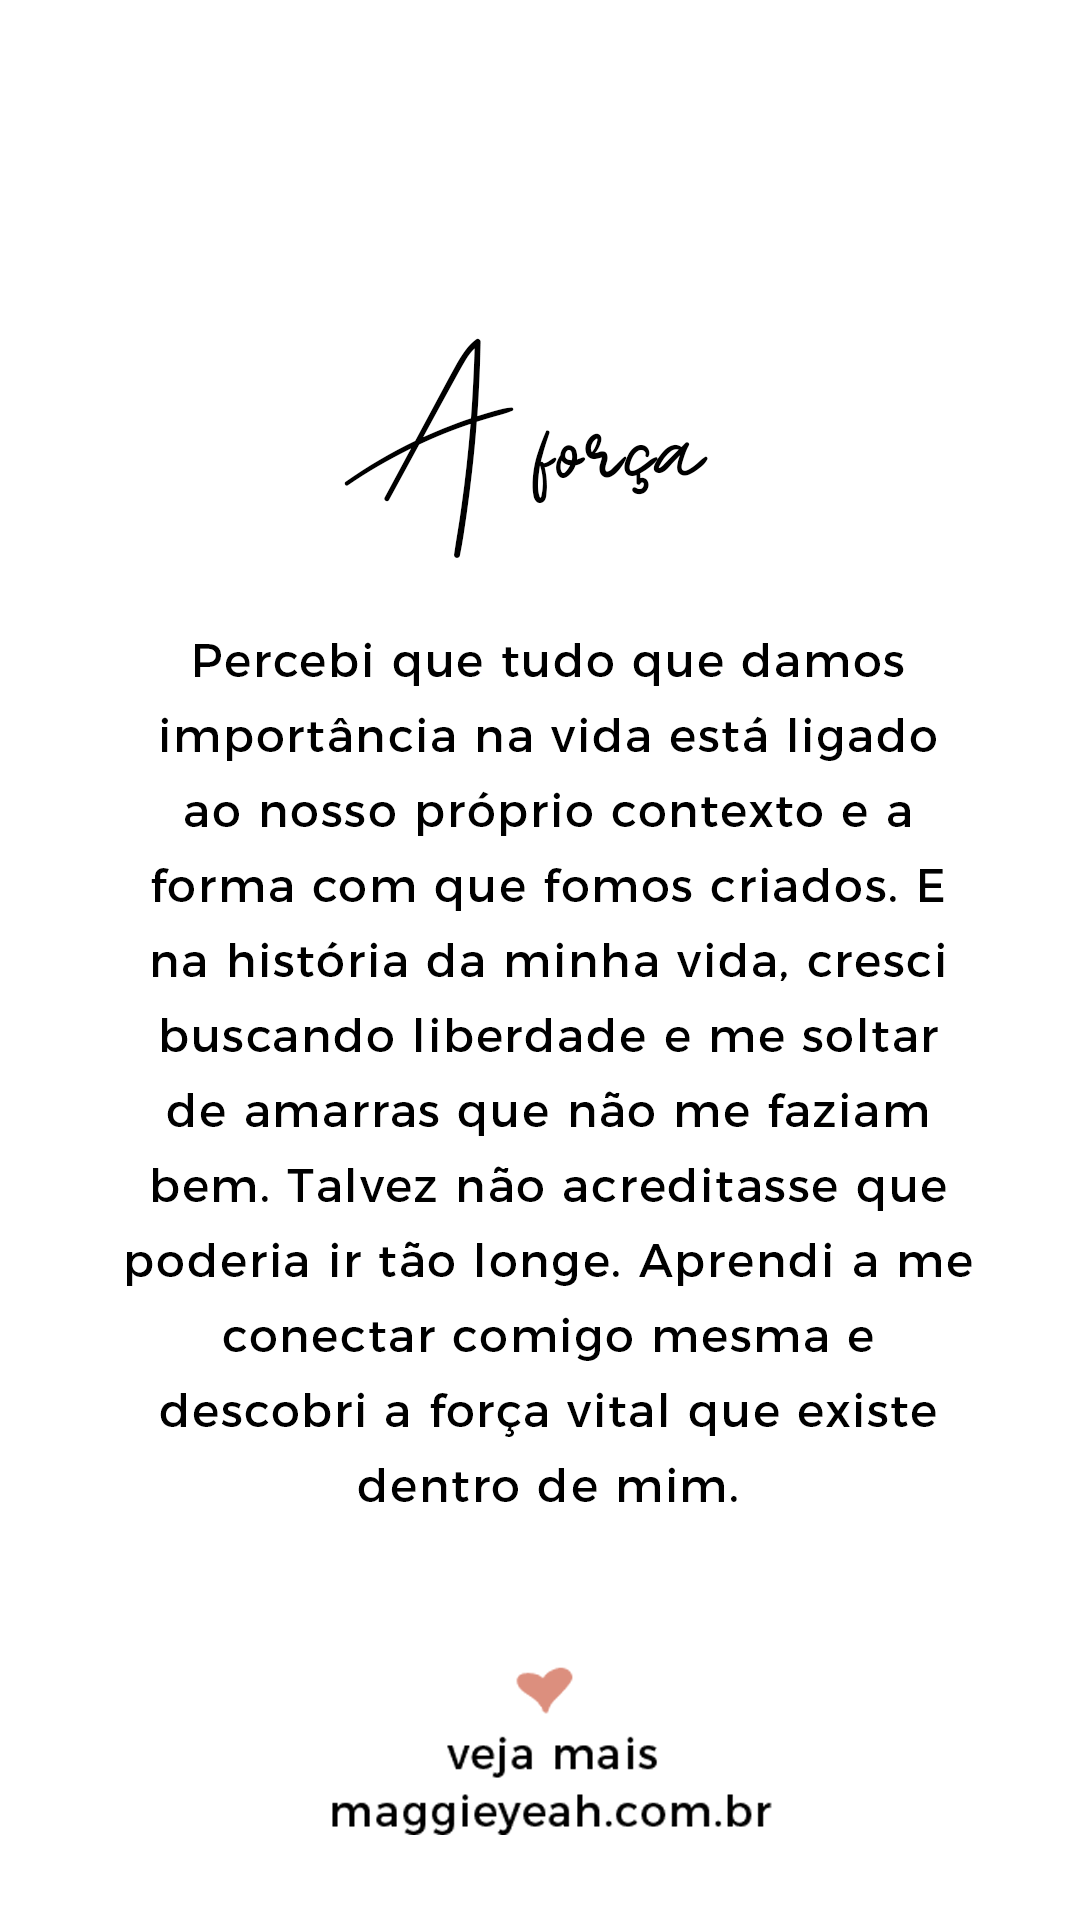 A força
Percebi que tudo que damos
importância na vida está ligado
ao nosso próprio contexto e a
forma com que fomos criados. E
na história da minha vida, cresci
buscando liberdade e me soltar
de amarras que não me faziam
bem. Talvez não acreditasse que
poderia ir tão longe. Aprendi a me
conectar comigo mesma e
descobri a força vital que existe
dentro de mim.
veja mais
maggieyeah.com.br